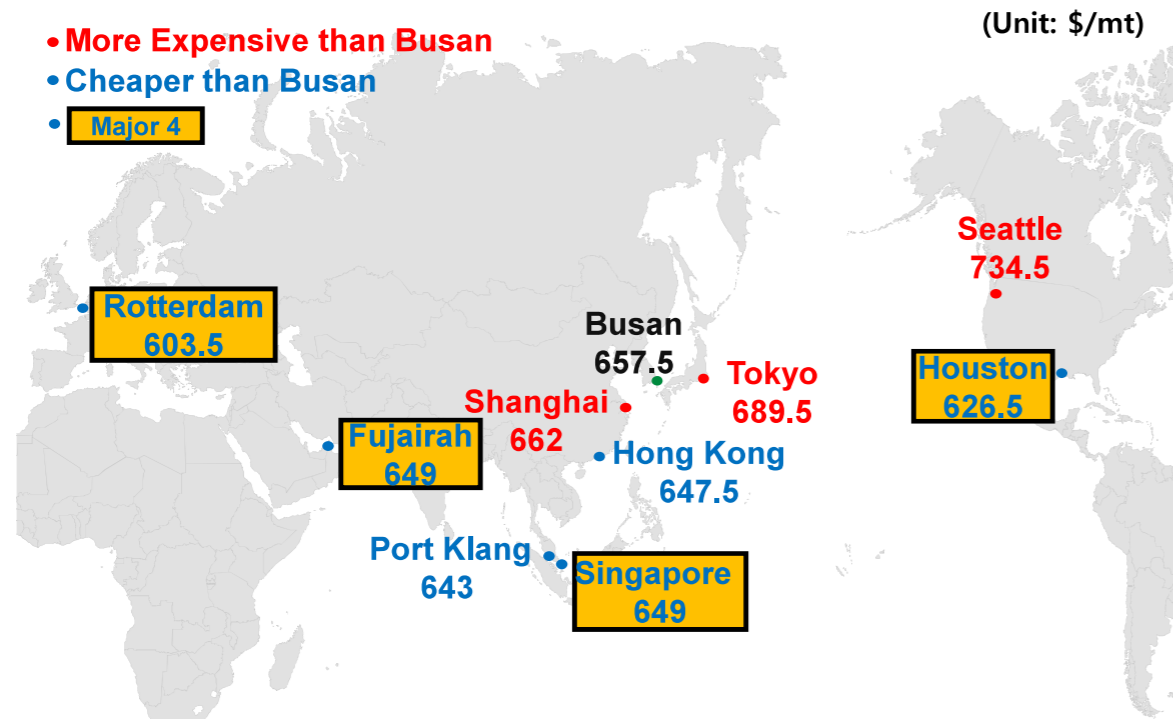 (Unit: $/mt)
• More Expensive than Busan
• Cheaper than Busan
• Major 4
Seattle
734.5
Rotterdam
603.5
Busan
657.5
Tokyo
689.5
Houston
626.5
Shanghai
662
Fujairah
649
Hong Kong
647.5
Port Klang
643
Singapore
649